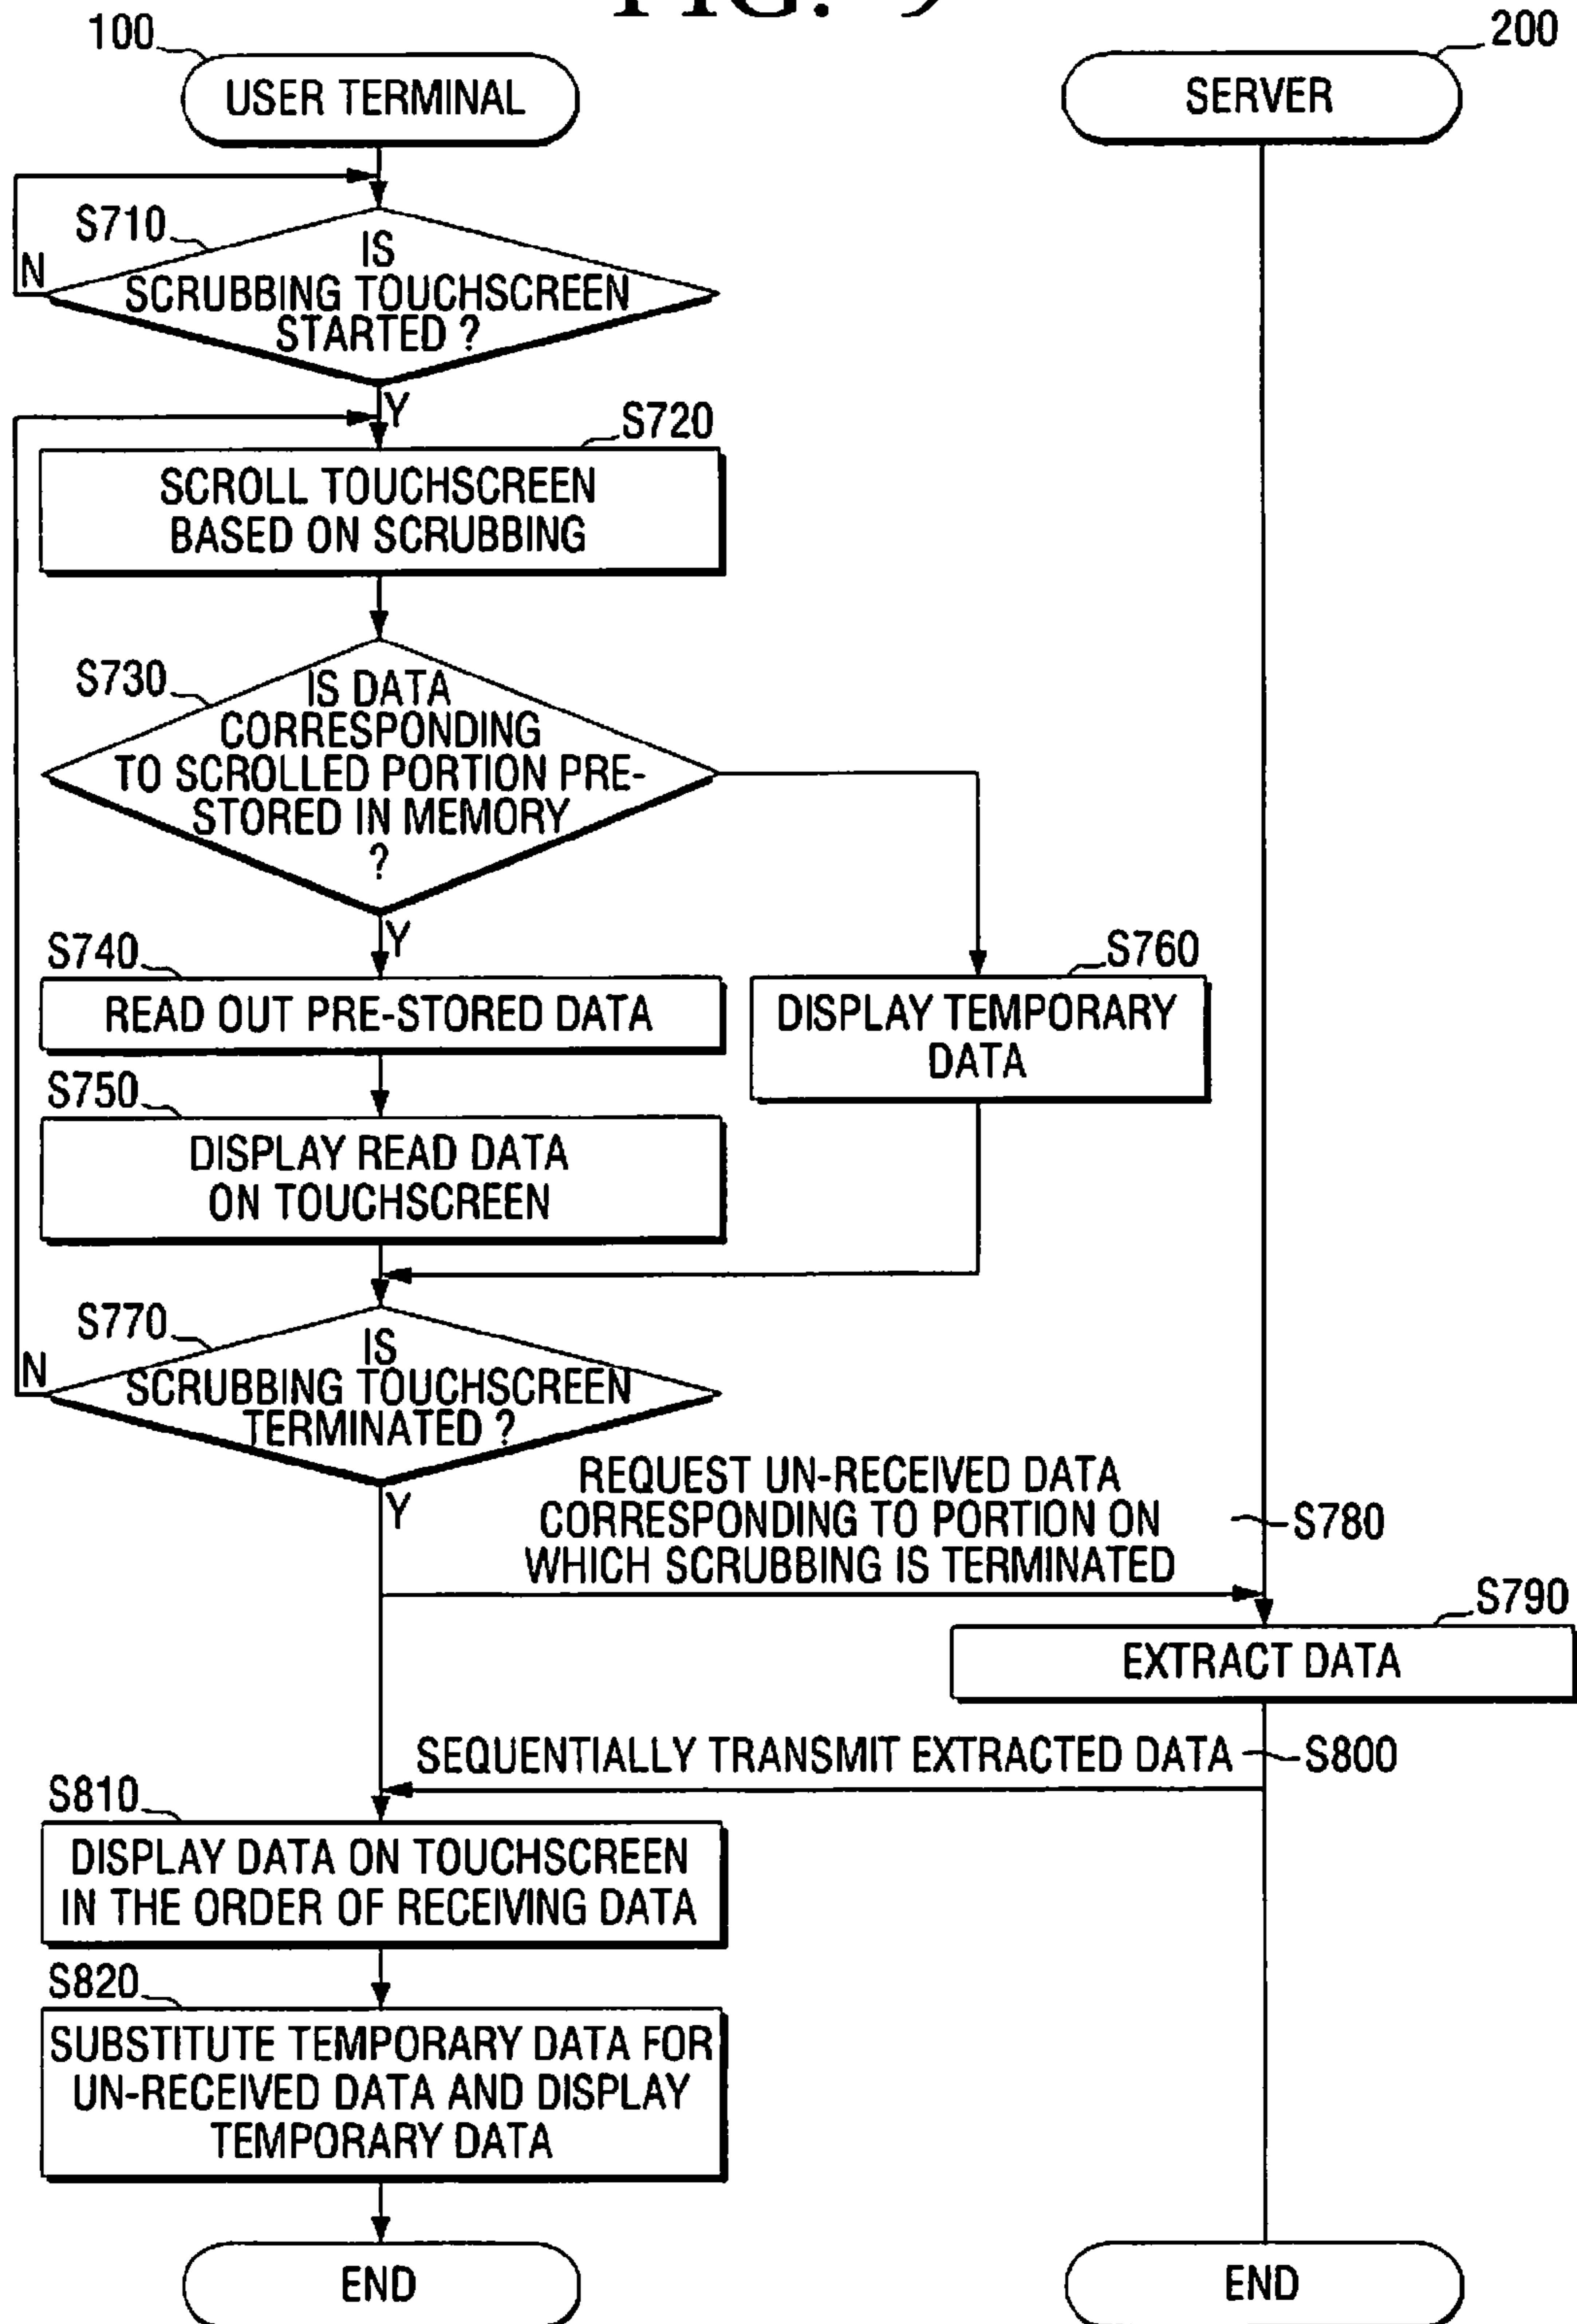 FIG. 9
100
USER TERMINAL
200
SERVER
S710
IS
SCRUBBING TOUCHSCREEN
STARTED ?
N
Y
S720
SCROLL TOUCHSCREEN
BASED ON SCRUBBING
S730
IS DATA
CORRESPONDING
TO SCROLLED PORTION PRE-
STORED IN MEMORY
?
Y
S740
READ OUT PRE-STORED DATA
S760
DISPLAY TEMPORARY
DATA
S750
DISPLAY READ DATA
ON TOUCHSCREEN
S770
IS
SCRUBBING TOUCHSCREEN
TERMINATED ?
N
Y
REQUEST UN-RECEIVED DATA
CORRESPONDING TO PORTION ON
WHICH SCRUBBING IS TERMINATED
S780
S790
EXTRACT DATA
SEQUENTIALLY TRANSMIT EXTRACTED DATA
S800
S810
DISPLAY DATA ON TOUCHSCREEN
IN THE ORDER OF RECEIVING DATA
S820
SUBSTITUTE TEMPORARY DATA FOR
UN-RECEIVED DATA AND DISPLAY
TEMPORARY DATA
END
END